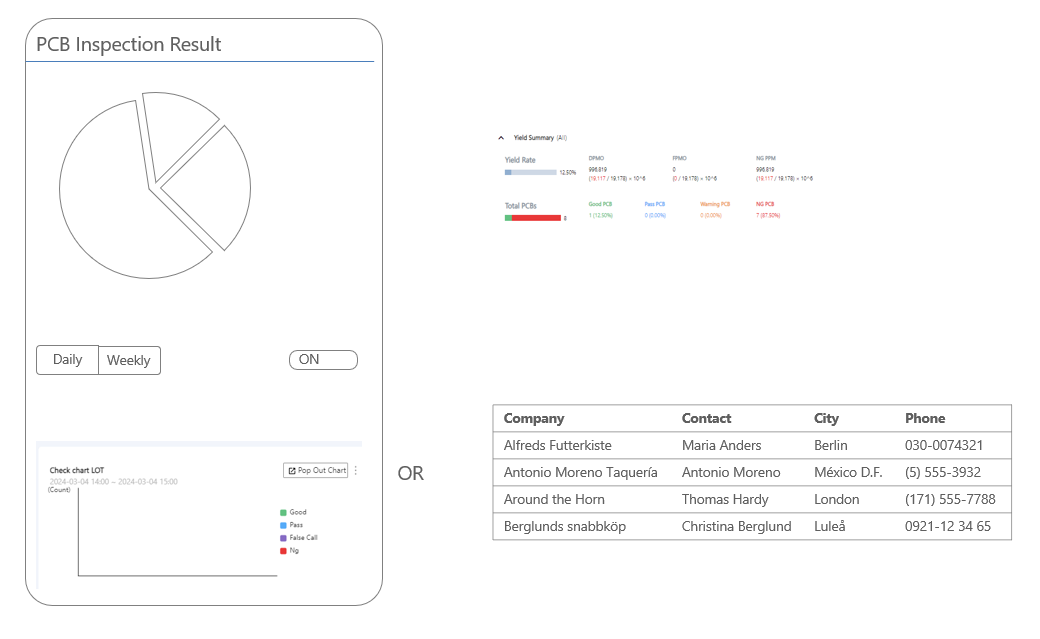 PCB Inspection Result
Daily
Weekly
ON
Check chart LOT
2024-03-04 14:00 ~ 2024-03-04 15:00
(Count)
Pop Out Chart
Good
Pass
False Call
Ng
OR
Yield Summary (All)
Yield Rate
12.50%
DPMO
996,819
(19,117 / 19,178) × 10^6
FPMO
0
(0 / 19,178) × 10^6
NG PPM
996,819
(19,117 / 19,178) × 10^6
Total PCBs
8
Good PCB
1 (12.50%)
Pass PCB
0 (0.00%)
Warning PCB
0 (0.00%)
NG PCB
7 (87.50%)
Company Contact City Phone
Alfreds Futterkiste Maria Anders Berlin 030-0074321
Antonio Moreno Taquería Antonio Moreno México D.F. (5) 555-3932
Around the Horn Thomas Hardy London (171) 555-7788
Berglunds snabbköp Christina Berglund Luleå 0921-12 34 65